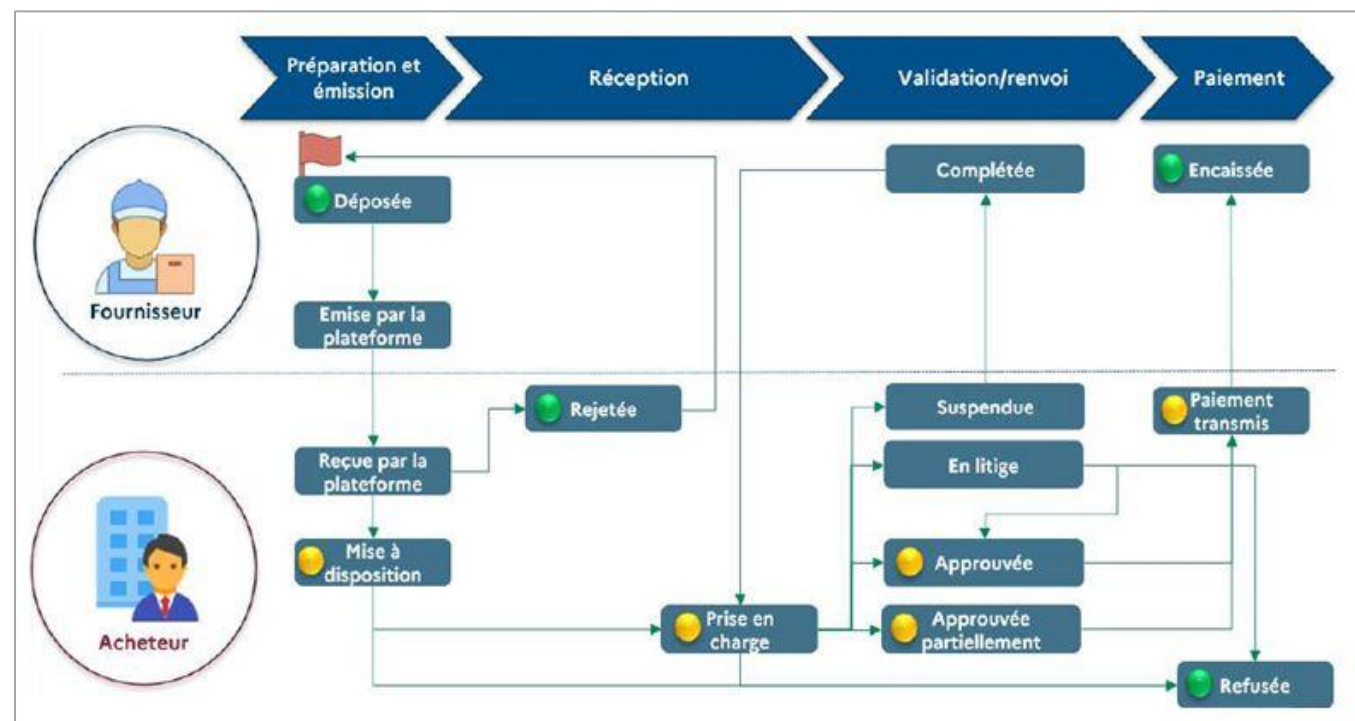 Préparation et
émission
Réception
Validation/renvoi
Paiement
Déposée
Complétée
Encaissée
Fournisseur
Emise par la
plateforme
Rejetée
Suspendue
Paiement
transmis
Reçue par la
plateforme
En litige
Mise à
disposition
Approuvée
Acheteur
Prise en
charge
Approuvée
partiellement
Refusée